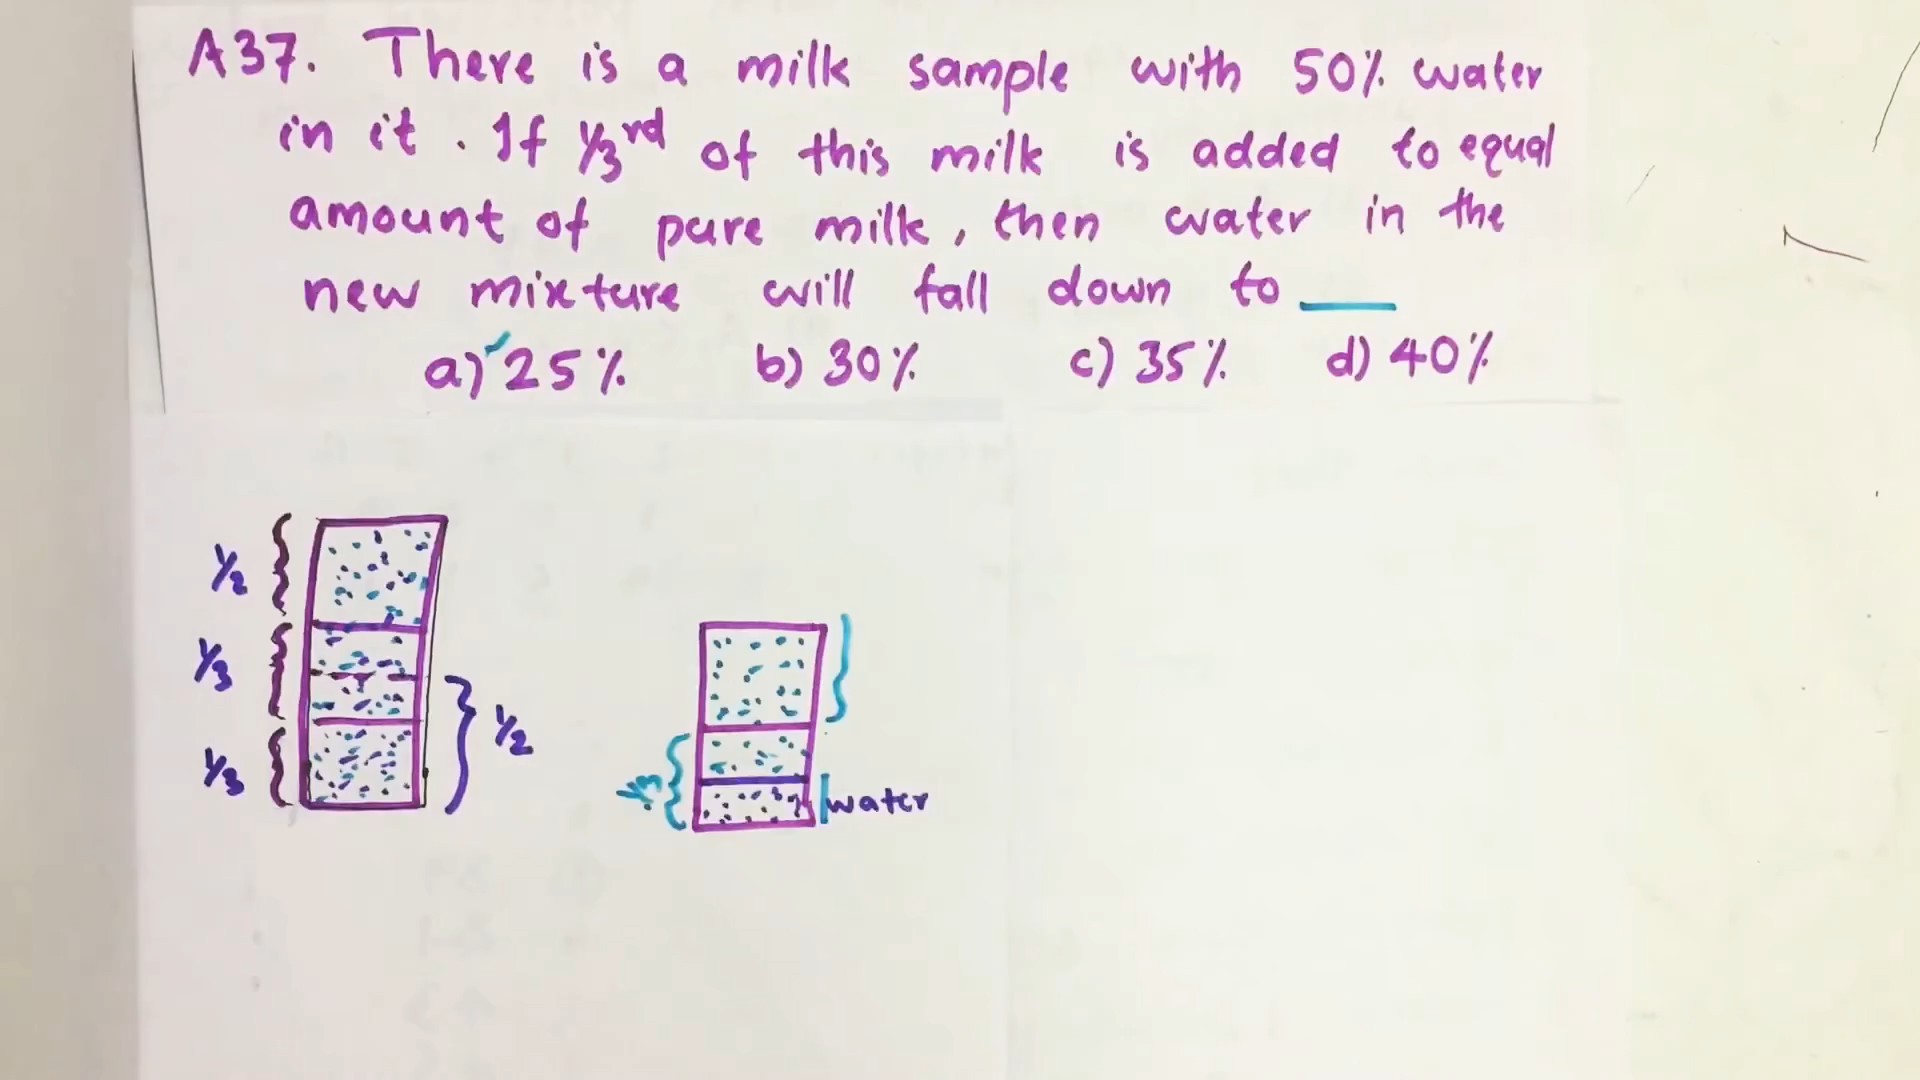 A37. There is a milk sample with 50% water
in it. If 1/3rd of this milk is added to equal
amount of pure milk, then water in the
new mixture will fall down to ___
a) 25% b) 30% c) 35% d) 40%
1/2
1/3
1/2
1/3
1/3
water